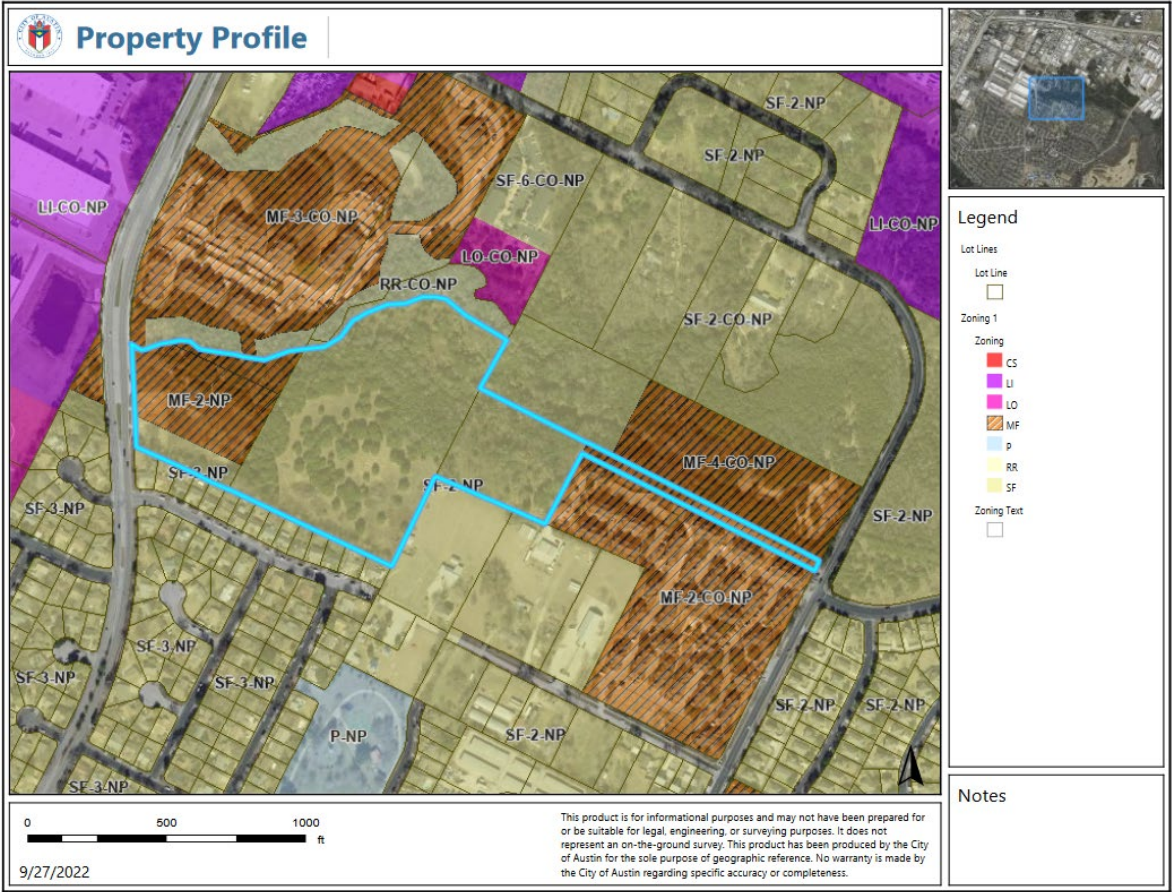 CITY OF AUSTIN
Property Profile
SF-2-NP
SF-2-NP
SF-6-CO-NP
LI-CO-NP
MF-3-CO-NP
LI-CO-NP
LO-CO-NP
RR-CO-NP
SF-2-CO-NP
MF-2-NP
MF-4-CO-NP
SF-2-NP
SF-3-NP
SF-2-NP
SF-2-NP
MF-2-CO-NP
SF-3-NP
SF-3-NP
SF-3-NP
SF-2-NP
SF-2-NP
P-NP
SF-2-NP
SF-3-NP
Legend
Lot Lines
Lot Line
Zoning 1
Zoning
CS
LI
LO
MF
P
RR
SF
Zoning Text
Notes
0 500 1000
ft
9/27/2022
This product is for informational purposes and may not have been prepared for
or be suitable for legal, engineering, or surveying purposes. It does not
represent an on-the-ground survey. This product has been produced by the City
of Austin for the sole purpose of geographic reference. No warranty is made by
the City of Austin regarding specific accuracy or completeness.